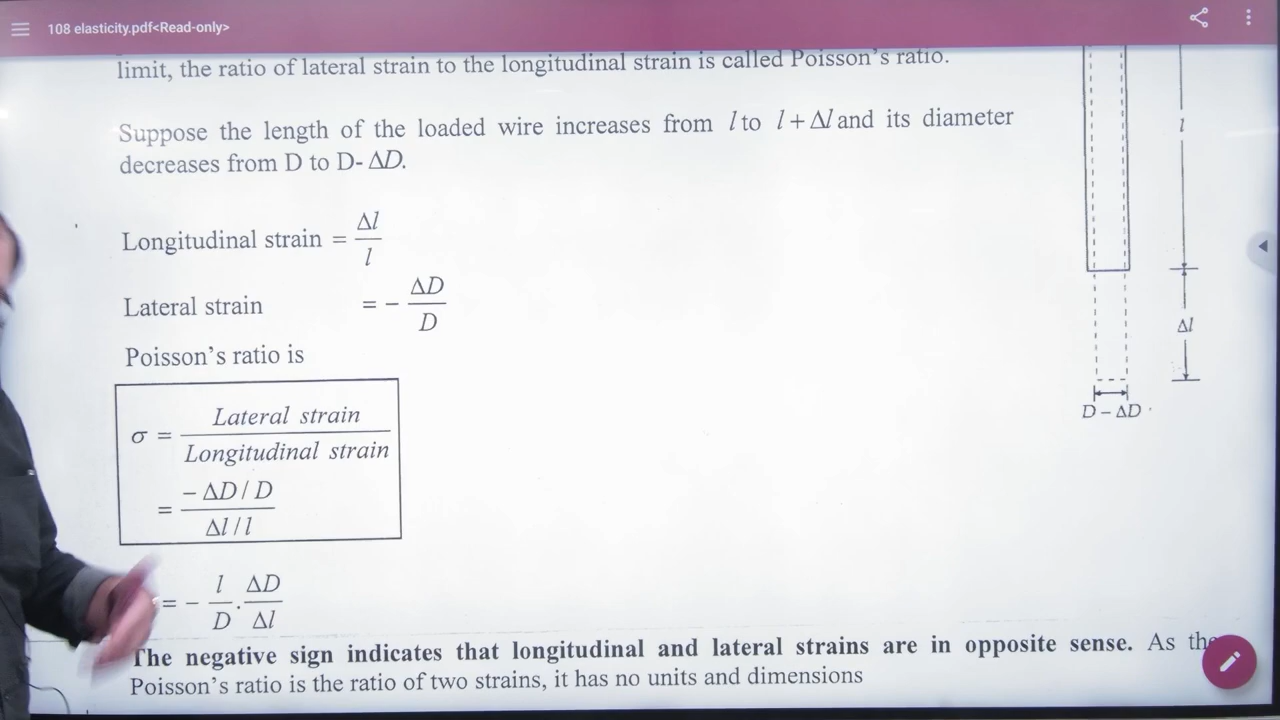 108 elasticity.pdf<Read-only>
limit, the ratio of lateral strain to the longitudinal strain is called Poisson's ratio.
Suppose the length of the loaded wire increases from l to l + Δl and its diameter
decreases from D to D- ΔD.
Longitudinal strain = Δl / l
Lateral strain = − ΔD / D
Poisson's ratio is
σ = Lateral strain / Longitudinal strain
= − ΔD / D / Δl / l
= − l / D . ΔD / Δl
The negative sign indicates that longitudinal and lateral strains are in opposite sense. As the
Poisson's ratio is the ratio of two strains, it has no units and dimensions
l
Δl
D − ΔD